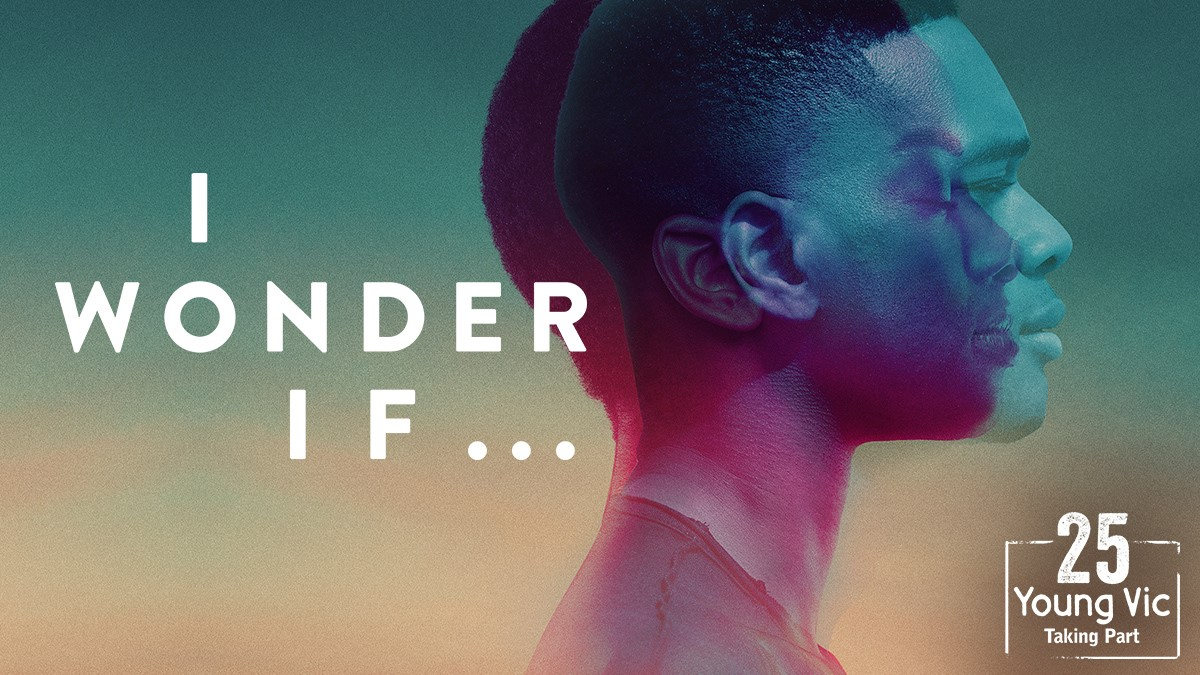 I
WONDER
IF...
25
Young Vic
Taking Part